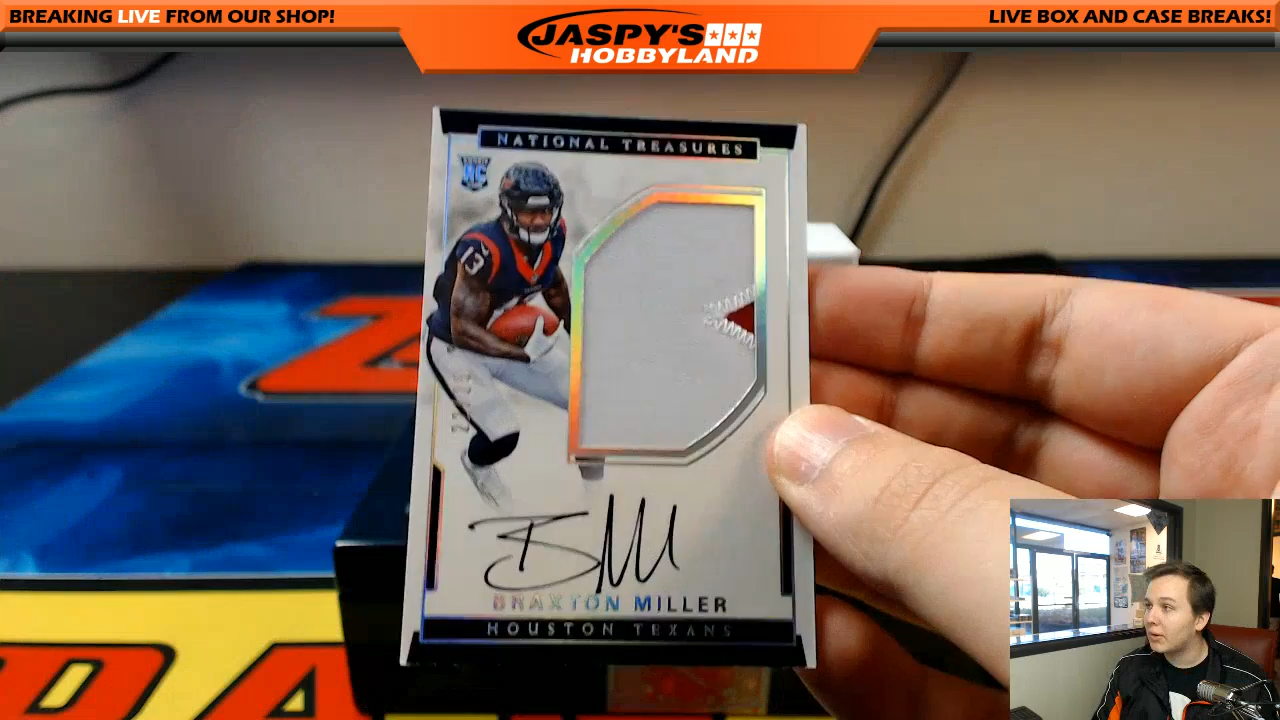 BREAKING LIVE FROM OUR SHOP!
JASPY'S
HOBBYLAND
LIVE BOX AND CASE BREAKS!
NATIONAL TREASURES
RC
13
BRAXTON MILLER
HOUSTON TEXANS